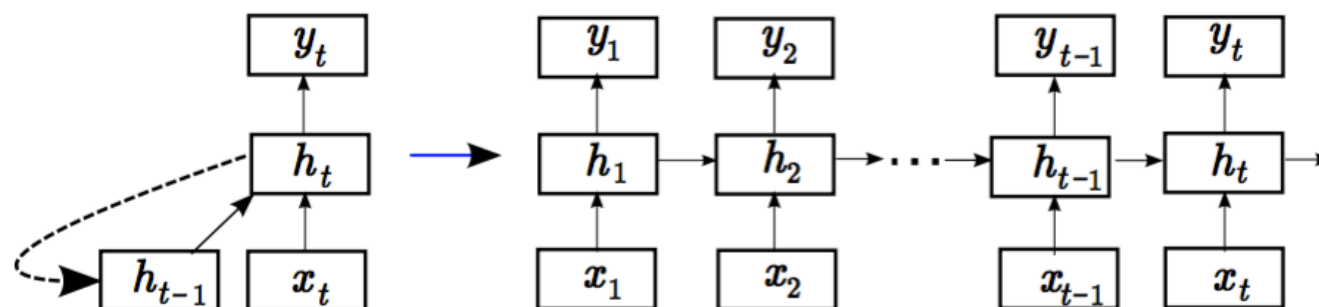 y_t y_1 y_2 y_{t-1} y_t
h_t h_1 h_2 ... h_{t-1} h_t
h_{t-1} x_t x_1 x_2 x_{t-1} x_t